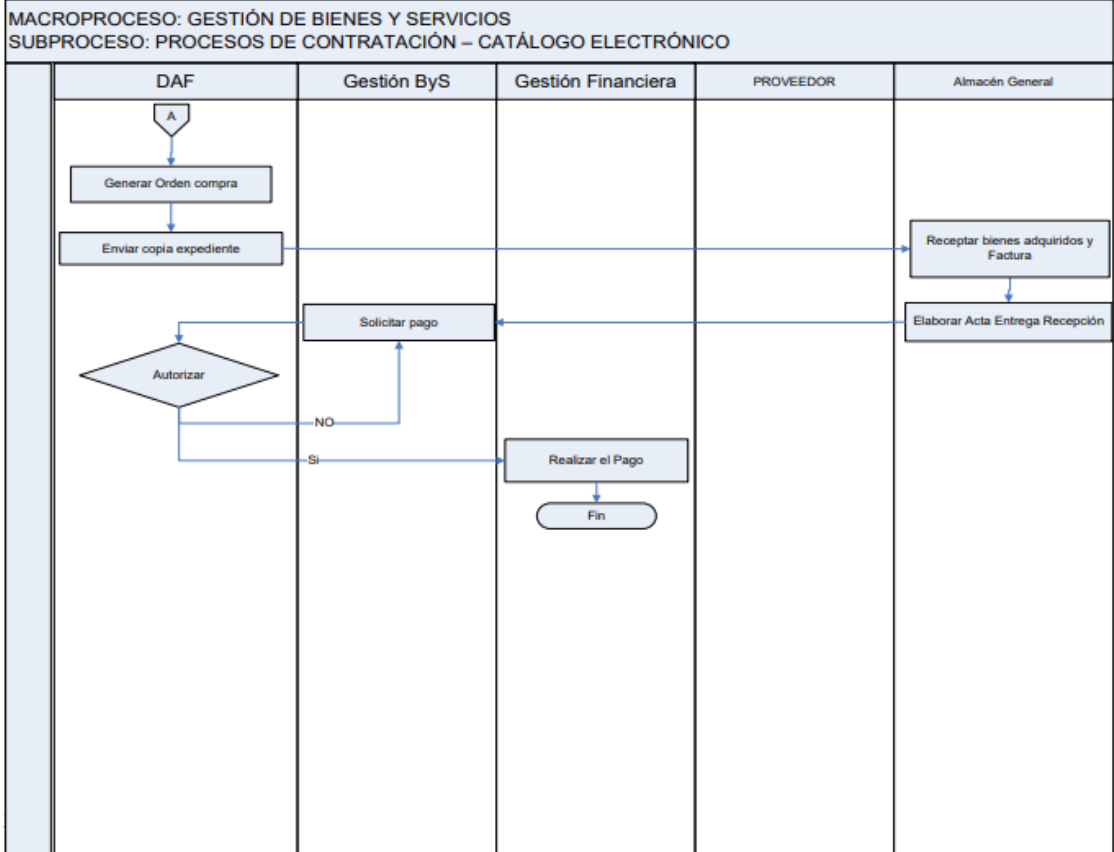 MACROPROCESO: GESTIÓN DE BIENES Y SERVICIOS
SUBPROCESO: PROCESOS DE CONTRATACIÓN – CATÁLOGO ELECTRÓNICO
DAF
Gestión ByS
Gestión Financiera
PROVEEDOR
Almacén General
A
Generar Orden compra
Enviar copia expediente
Receptar bienes adquiridos y
Factura
Solicitar pago
Elaborar Acta Entrega Recepción
Autorizar
NO
Si
Realizar el Pago
Fin